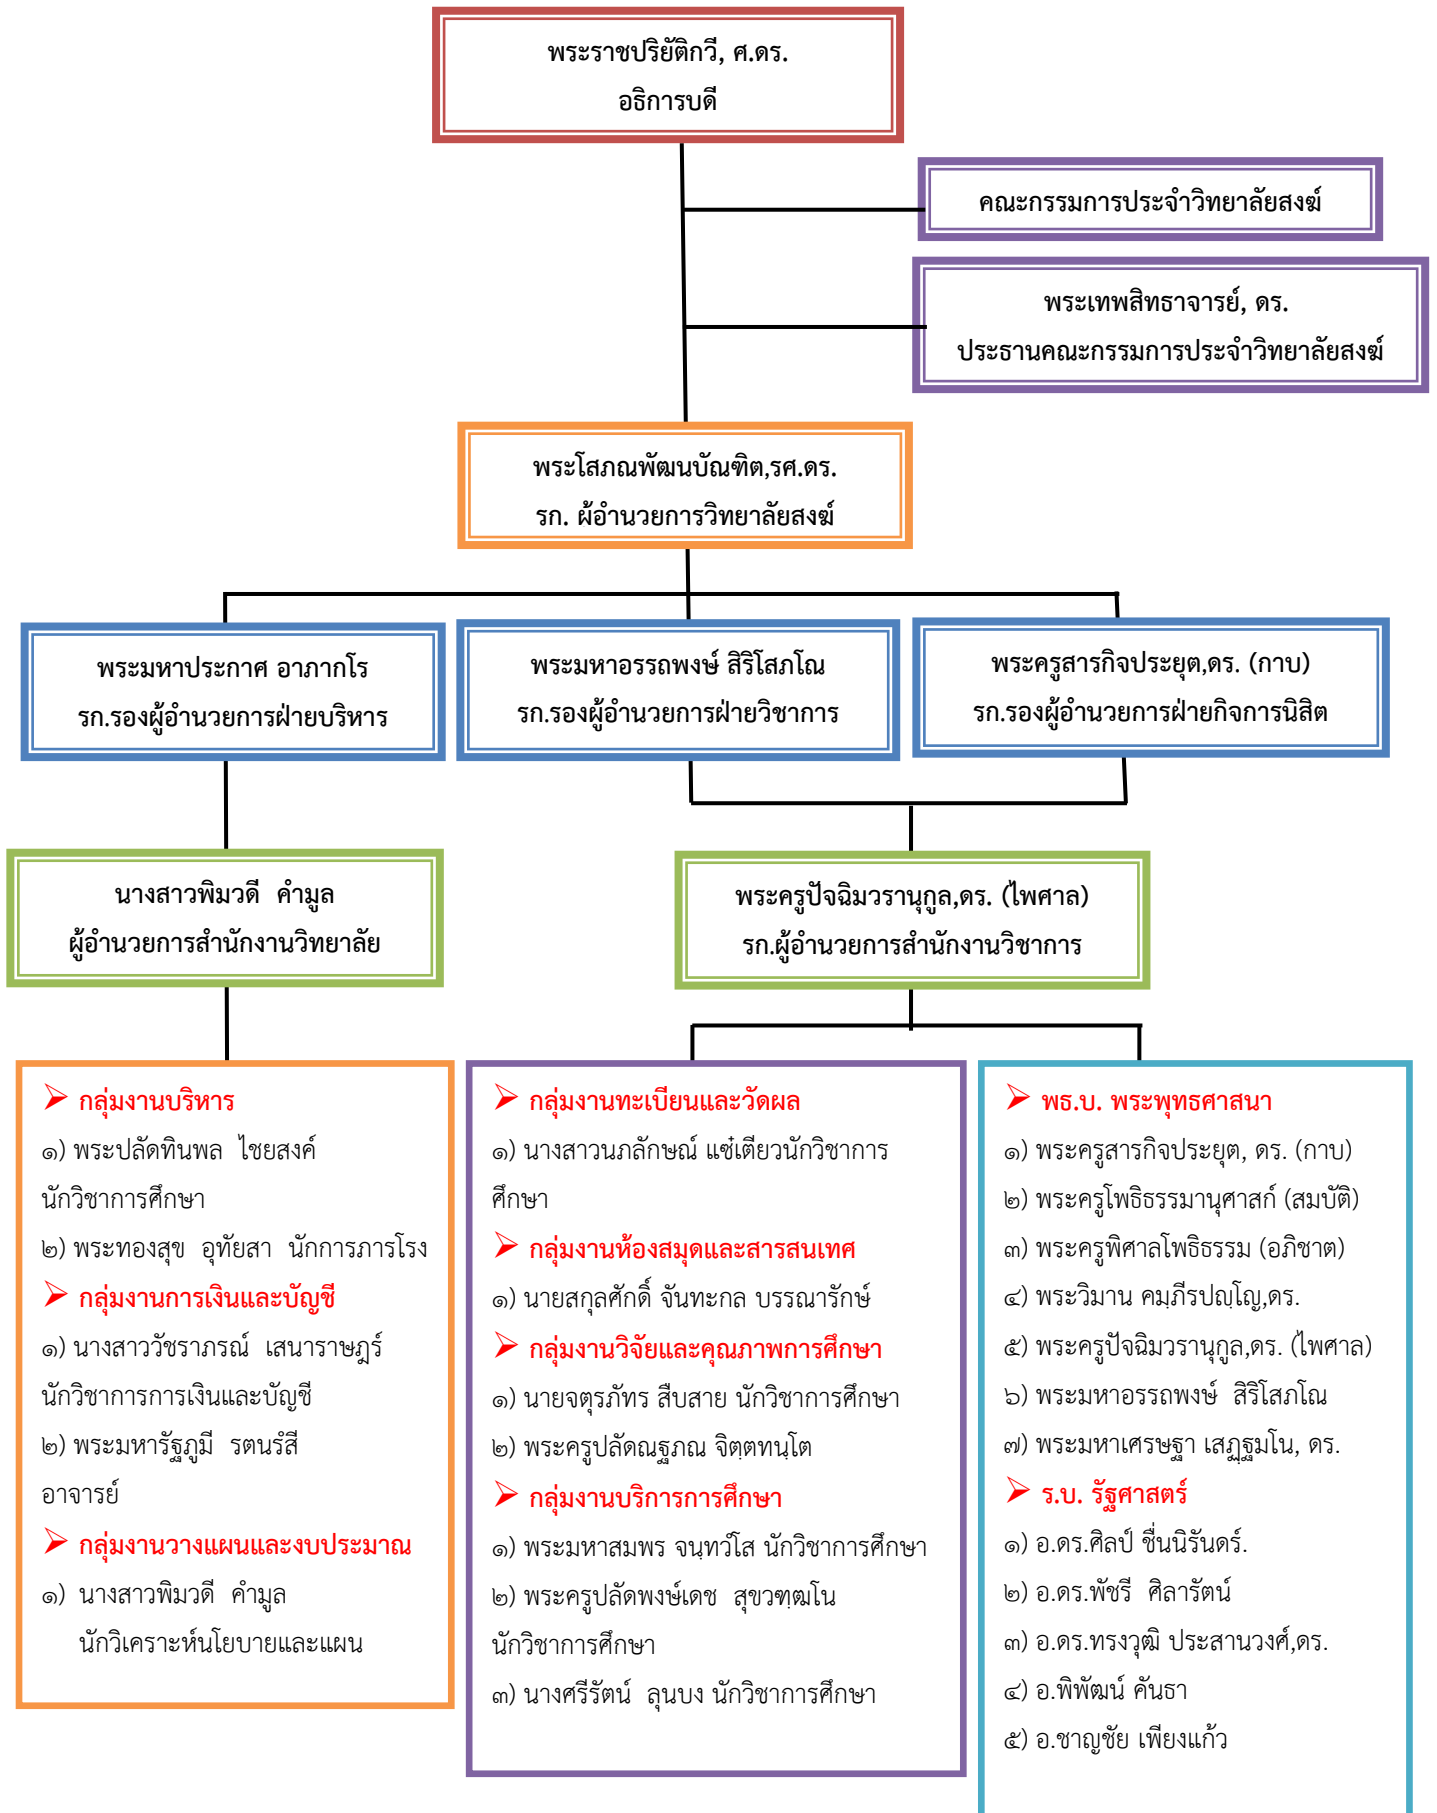 พระราชปริยัติกวี, ศ.ดร.
อธิการบดี
คณะกรรมการประจำวิทยาลัยสงฆ์
พระเทพสิทธาจารย์, ดร.
ประธานคณะกรรมการประจำวิทยาลัยสงฆ์
พระโสภณพัฒนบัณฑิต,รศ.ดร.
รก. ผ้อำนวยการวิทยาลัยสงฆ์
พระมหาประกาศ อาภากโร
รก.รองผู้อำนวยการฝ่ายบริหาร
พระมหาอรรถพงษ์ สิริโสภโณ
รก.รองผู้อำนวยการฝ่ายวิชาการ
พระครูสารกิจประยุต,ดร. (กาบ)
รก.รองผู้อำนวยการฝ่ายกิจการนิสิต
นางสาวพิมวดี คำมูล
ผู้อำนวยการสำนักงานวิทยาลัย
พระครูปัจฉิมวรานุกูล,ดร. (ไพศาล)
รก.ผู้อำนวยการสำนักงานวิชาการ
➢ กลุ่มงานบริหาร
๑) พระปลัดทินพล ไชยสงค์
นักวิชาการศึกษา
๒) พระทองสุข อุทัยสา นักการภารโรง
➢ กลุ่มงานการเงินและบัญชี
๑) นางสาววัชราภรณ์ เสนาราษฎร์
นักวิชาการการเงินและบัญชี
๒) พระมหารัฐภูมี รตนรํสี
อาจารย์
➢ กลุ่มงานวางแผนและงบประมาณ
๑) นางสาวพิมวดี คำมูล
นักวิเคราะห์นโยบายและแผน
➢ กลุ่มงานทะเบียนและวัดผล
๑) นางสาวนภลักษณ์ แซ่เตียวนักวิชาการ
ศึกษา
➢ กลุ่มงานห้องสมุดและสารสนเทศ
๑) นายสกุลศักดิ์ จันทะกล บรรณารักษ์
➢ กลุ่มงานวิจัยและคุณภาพการศึกษา
๑) นายจตุรภัทร สืบสาย นักวิชาการศึกษา
๒) พระครูปลัดณฐภณ จิตฺตทนฺโต
➢ กลุ่มงานบริการการศึกษา
๑) พระมหาสมพร จนฺทวํโส นักวิชาการศึกษา
๒) พระครูปลัดพงษ์เดช สุขวฑฺฒโน
นักวิชาการศึกษา
๓) นางศรีรัตน์ ลุนบง นักวิชาการศึกษา
➢ พธ.บ. พระพุทธศาสนา
๑) พระครูสารกิจประยุต, ดร. (กาบ)
๒) พระครูโพธิธรรมานุศาสก์ (สมบัติ)
๓) พระครูพิศาลโพธิธรรม (อภิชาต)
๔) พระวิมาน คมฺภีรปญฺโญ,ดร.
๕) พระครูปัจฉิมวรานุกูล,ดร. (ไพศาล)
๖) พระมหาอรรถพงษ์ สิริโสภโณ
๗) พระมหาเศรษฐา เสฏฺฐมโน, ดร.
➢ ร.บ. รัฐศาสตร์
๑) อ.ดร.ศิลป์ ชื่นนิรันดร์.
๒) อ.ดร.พัชรี ศิลารัตน์
๓) อ.ดร.ทรงวุฒิ ประสานวงศ์,ดร.
๔) อ.พิพัฒน์ คันธา
๕) อ.ชาญชัย เพียงแก้ว